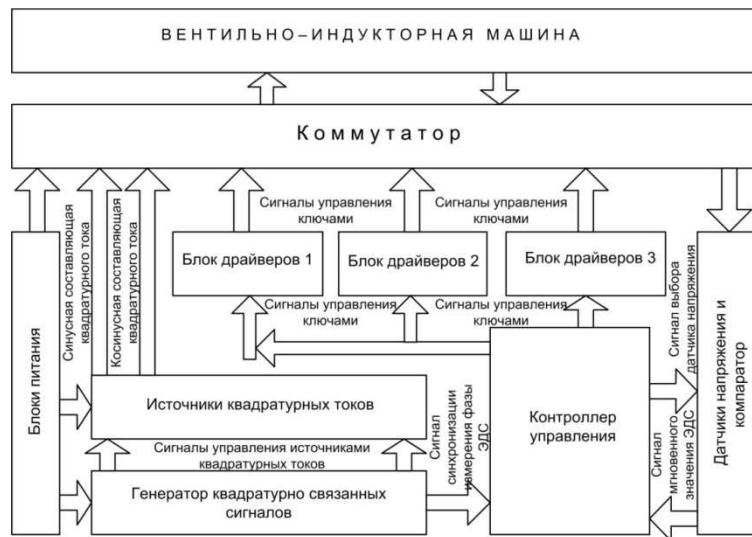 ВЕНТИЛЬНО–ИНДУКТОРНАЯ МАШИНА
Коммутатор
Синусная составляющая
квадратурного тока
Косинусная составляющая
квадратурного тока
Сигналы управления
ключами
Сигналы управления
ключами
Блок драйверов 1
Блок драйверов 2
Блок драйверов 3
Сигналы управления
ключами
Сигналы управления
ключами
Сигнал выбора
датчика напряжения
Блоки питания
Источники квадратурных токов
Сигналы управления источниками
квадратурных токов
Генератор квадратурно связанных
сигналов
Сигнал
синхронизации
измерения фазы
ЭДС
Контроллер
управления
Сигнал
мгновенного
значения ЭДС
Датчики напряжения и
компаратор